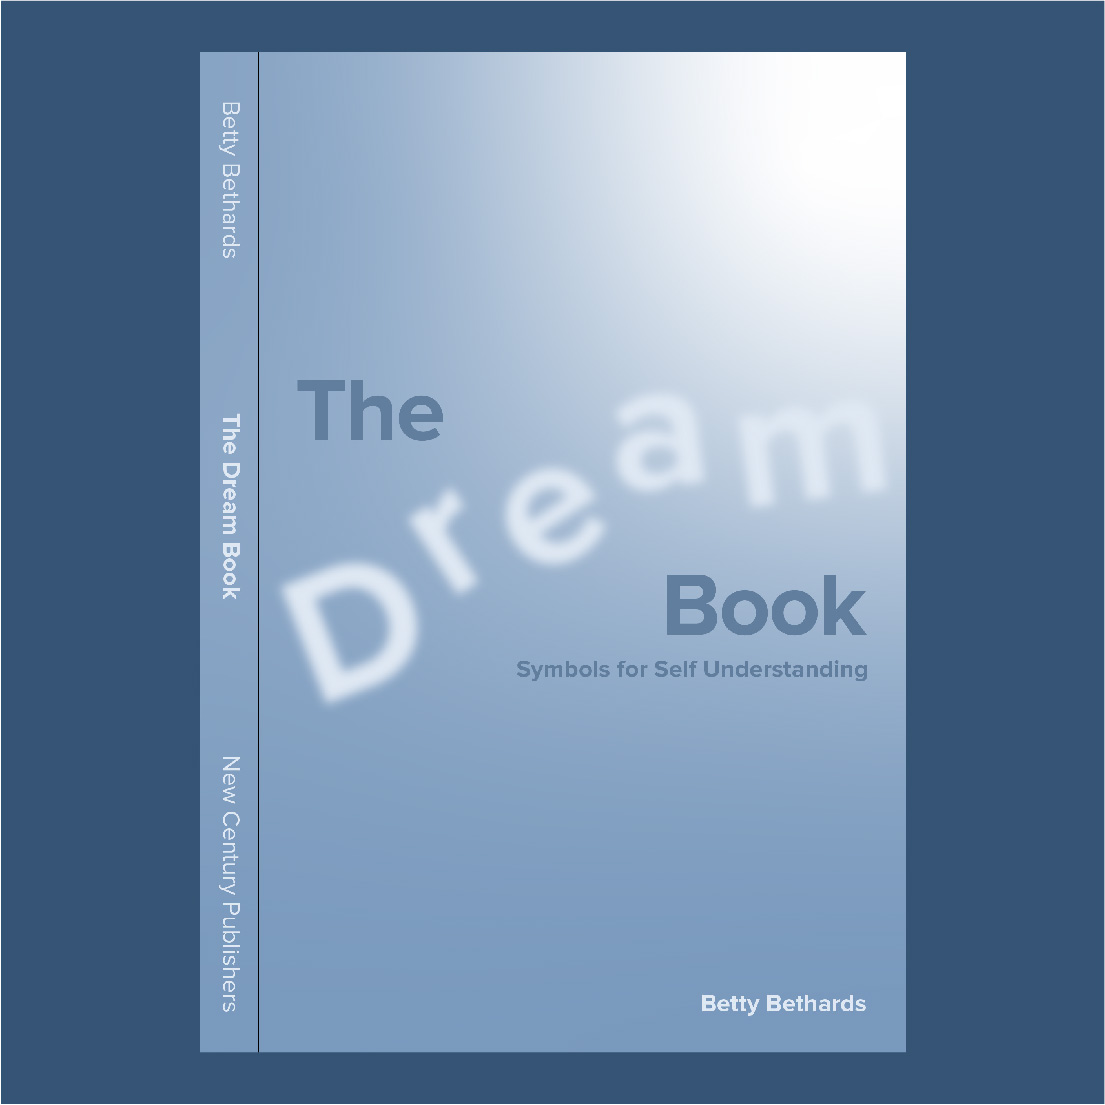 Betty Bethards
The Dream Book
New Century Publishers
The
Dream
Book
Symbols for Self Understanding
Betty Bethards